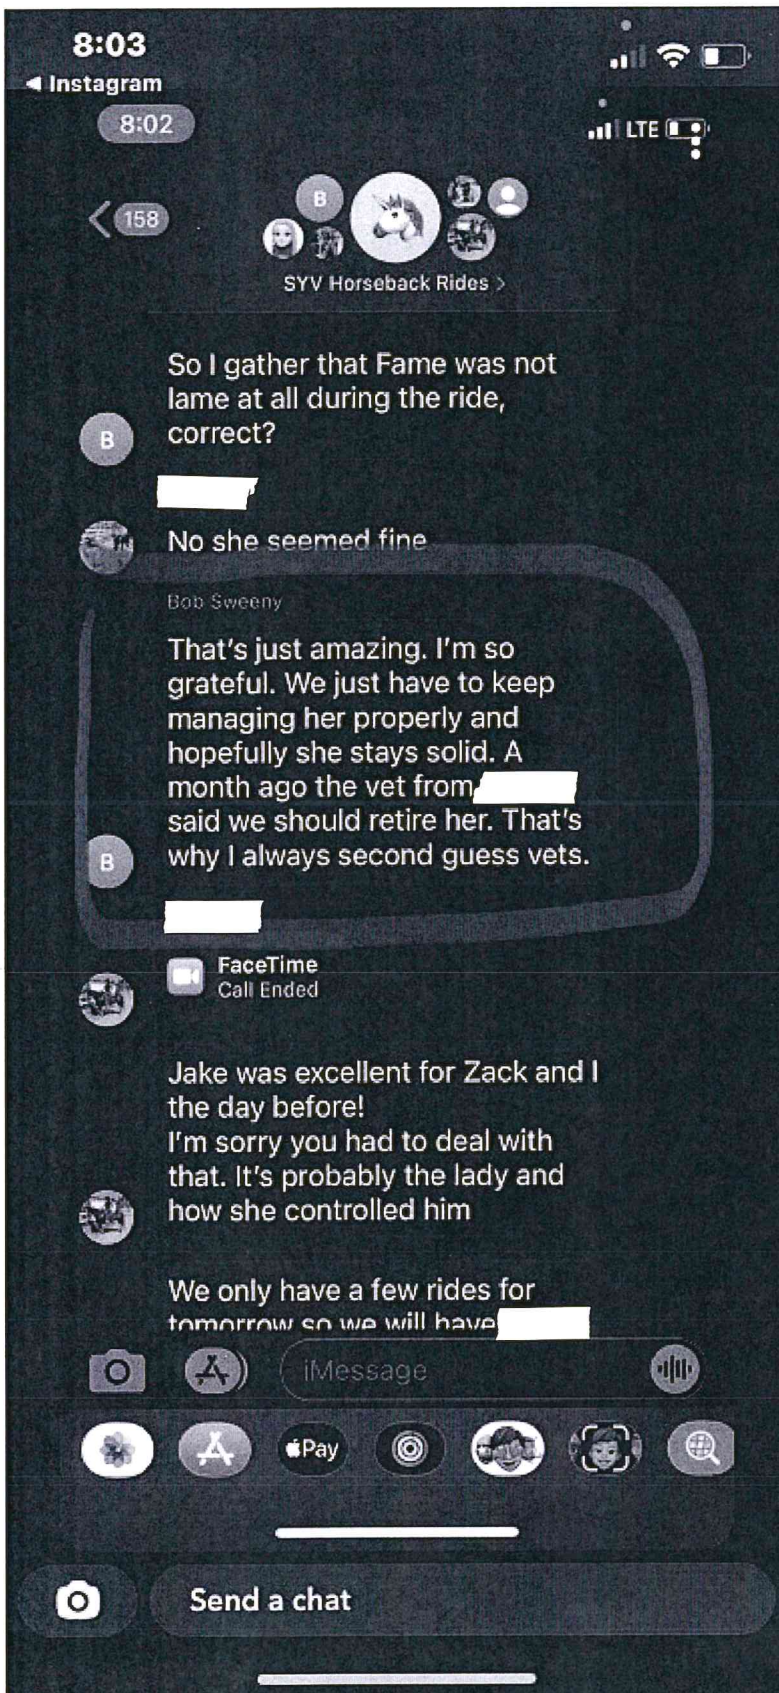 8:03
Instagram
8:02
LTE
158
B
SYV Horseback Rides >
So I gather that Fame was not
lame at all during the ride,
correct?
B
No she seemed fine
Bob Sweeny
That's just amazing. I'm so
grateful. We just have to keep
managing her properly and
hopefully she stays solid. A
month ago the vet from
said we should retire her. That's
why I always second guess vets.
B
FaceTime
Call Ended
Jake was excellent for Zack and I
the day before!
I'm sorry you had to deal with
that. It's probably the lady and
how she controlled him
We only have a few rides for
tomorrow so we will have
iMessage
Pay
Send a chat